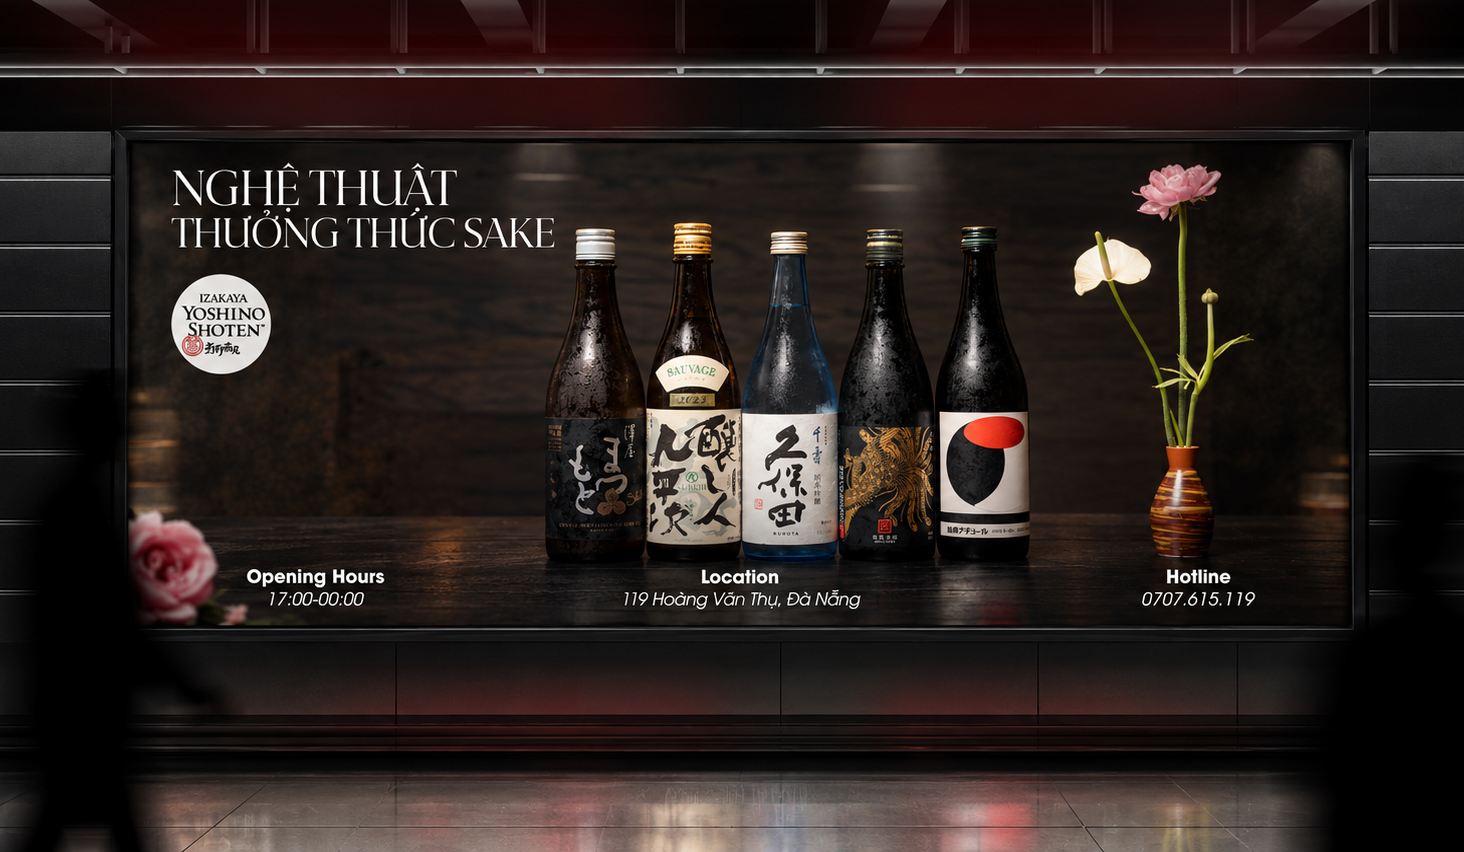 NGHỆ THUẬT
THƯỞNG THỨC SAKE
IZAKAYA
YOSHINO
SHOTEN™
SAUVAGE
2023
まつもと
醸し人
九平次
千寿
久保田
KUBOTA
Opening Hours
17:00-00:00
Location
119 Hoàng Văn Thụ, Đà Nẵng
Hotline
0707.615.119